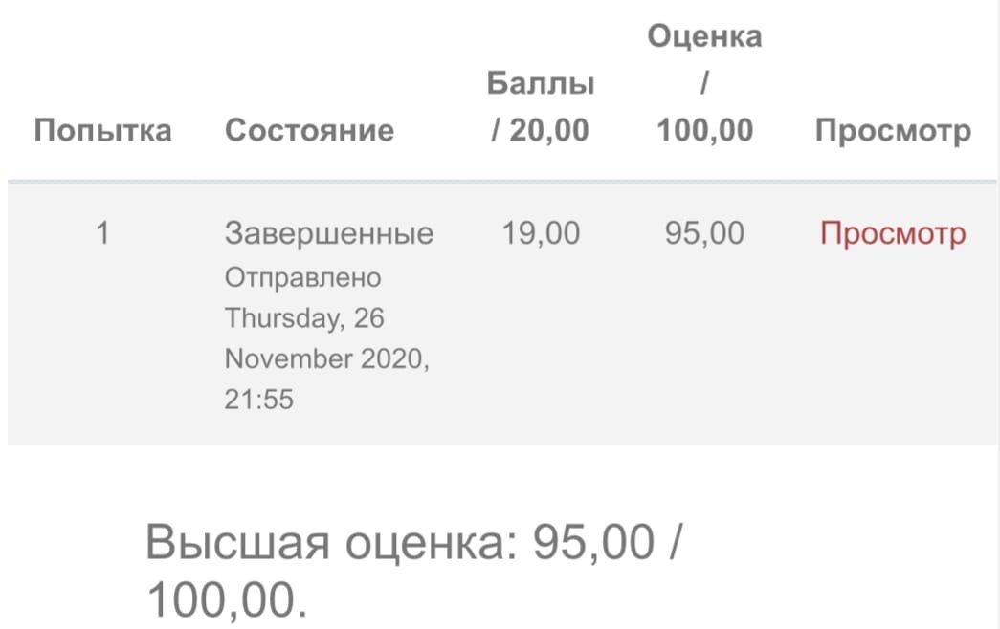 Оценка
Баллы /
Попытка Состояние / 20,00 100,00 Просмотр
1 Завершенные 19,00 95,00 Просмотр
Отправлено
Thursday, 26
November 2020,
21:55
Высшая оценка: 95,00 /
100,00.